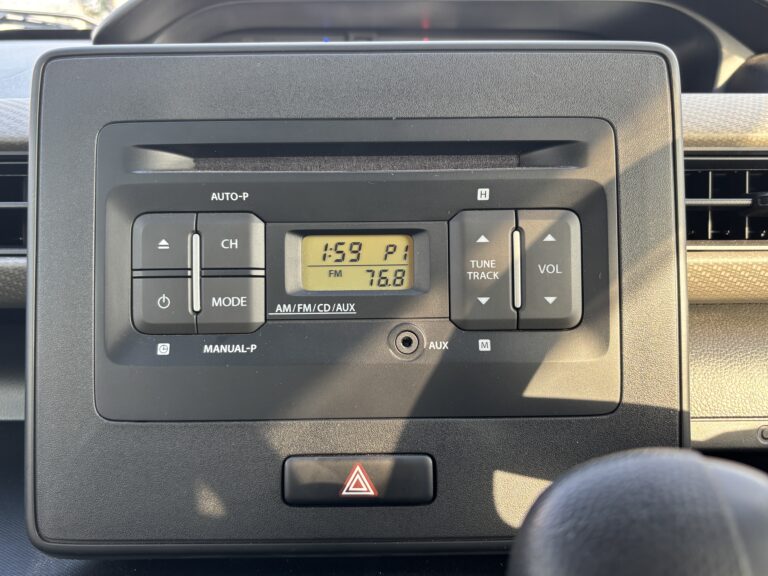 AUTO-P
H
CH
MODE
1:59 P1
FM
76.8
AM/FM/CD/AUX
TUNE
TRACK
VOL
MANUAL-P
AUX
M